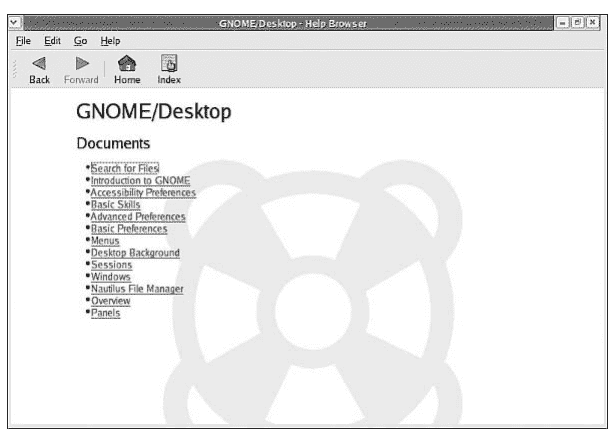 GNOME/Desktop - Help Browser
File Edit Go Help
Back Forward Home Index
GNOME/Desktop
Documents
Search for Files
Introduction to GNOME
Accessibility Preferences
Basic Skills
Advanced Preferences
Basic Preferences
Menus
Desktop Background
Sessions
Windows
Nautilus File Manager
Overview
Panels